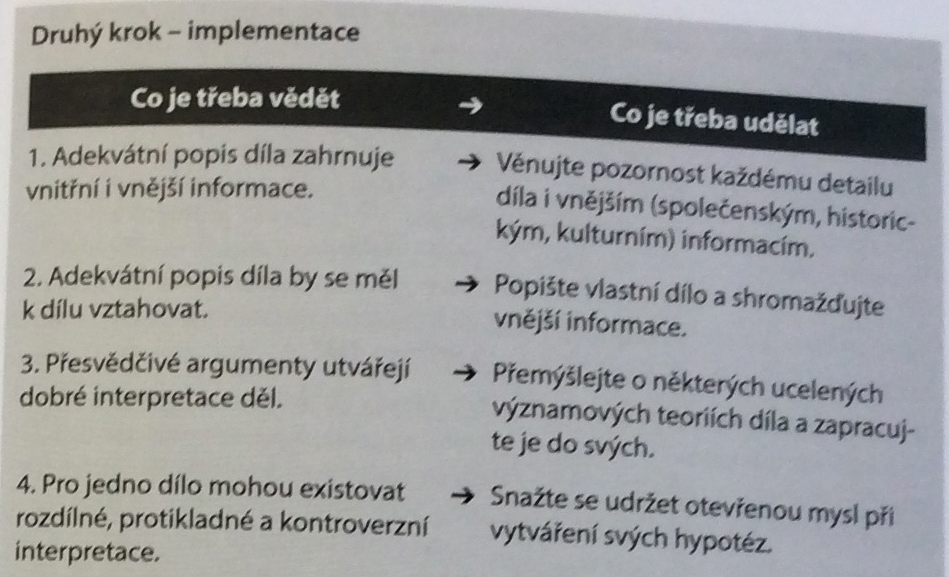 Druhý krok – implementace
Co je třeba vědět → Co je třeba udělat
1. Adekvátní popis díla zahrnuje
vnitřní i vnější informace.
→ Věnujte pozornost každému detailu
díla i vnějším (společenským, historic-
kým, kulturním) informacím.
2. Adekvátní popis díla by se měl
k dílu vztahovat.
→ Popište vlastní dílo a shromažďujte
vnější informace.
3. Přesvědčivé argumenty utvářejí
dobré interpretace děl.
→ Přemýšlejte o některých ucelených
významových teoriích díla a zapracuj-
te je do svých.
4. Pro jedno dílo mohou existovat
rozdílné, protikladné a kontroverzní
interpretace.
→ Snažte se udržet otevřenou mysl při
vytváření svých hypotéz.